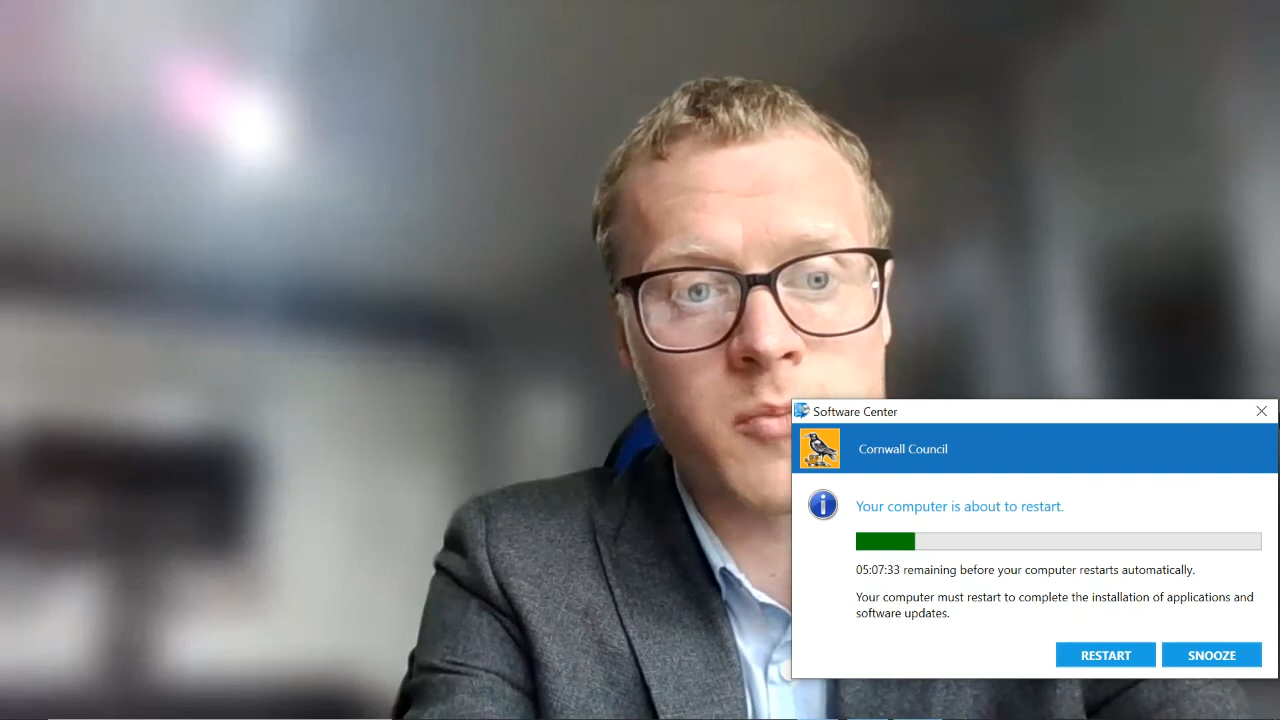 Software Center
Cornwall Council
Your computer is about to restart.
05:07:33 remaining before your computer restarts automatically.
Your computer must restart to complete the installation of applications and
software updates.
RESTART
SNOOZE